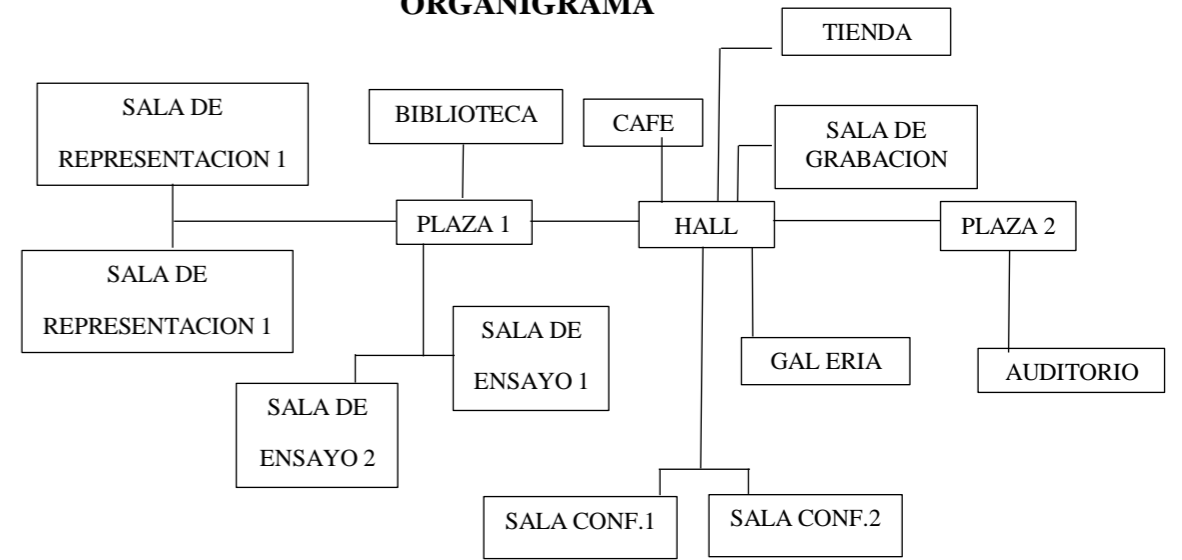 ORGANIGRAMA
TIENDA
SALA DE
REPRESENTACION 1
BIBLIOTECA
CAFE
SALA DE
GRABACION
PLAZA 1
HALL
PLAZA 2
SALA DE
REPRESENTACION 1
SALA DE
ENSAYO 1
GAL ERIA
AUDITORIO
SALA DE
ENSAYO 2
SALA CONF.1
SALA CONF.2